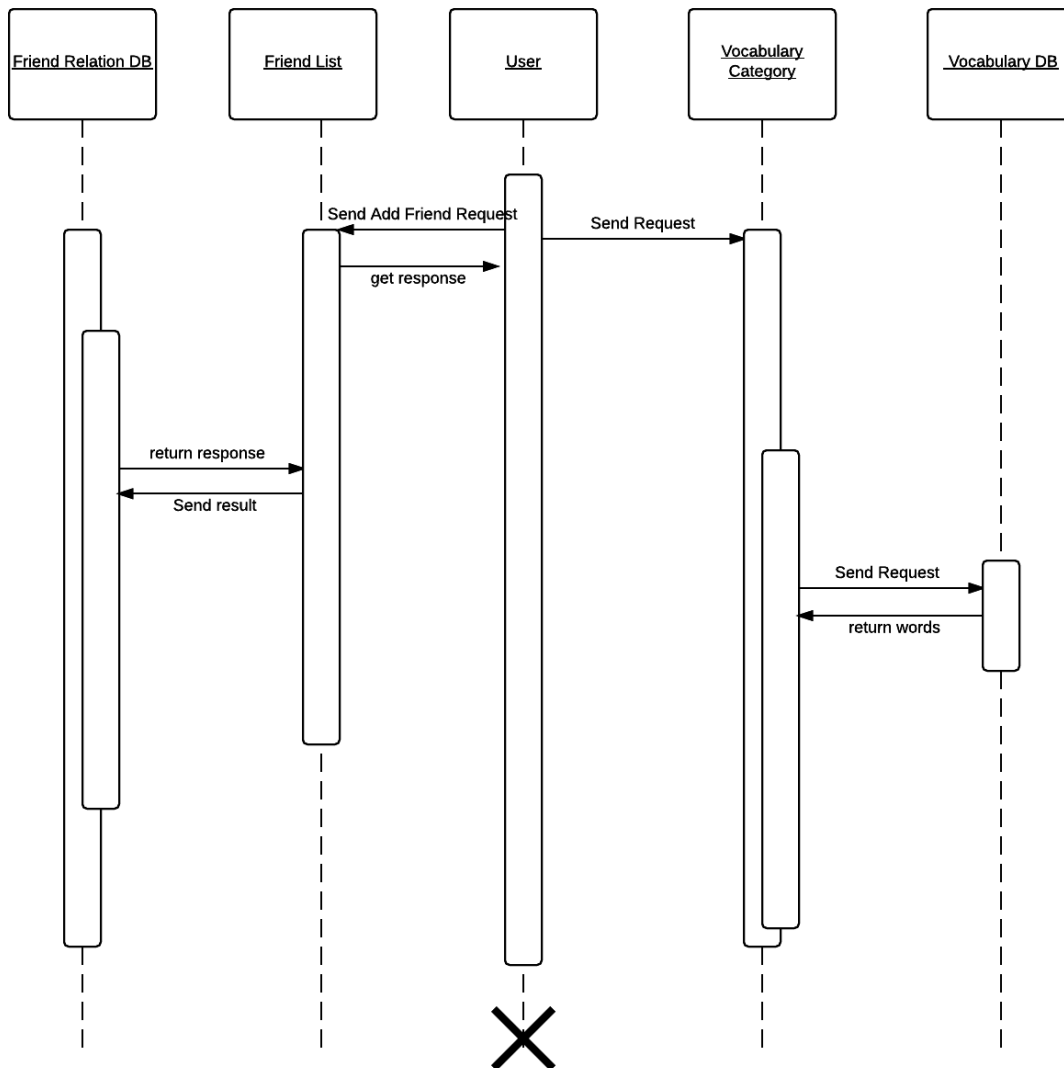 Friend Relation DB
Friend List
User
Vocabulary
Category
Vocabulary DB
Send Add Friend Request
Send Request
get response
return response
Send result
Send Request
return words